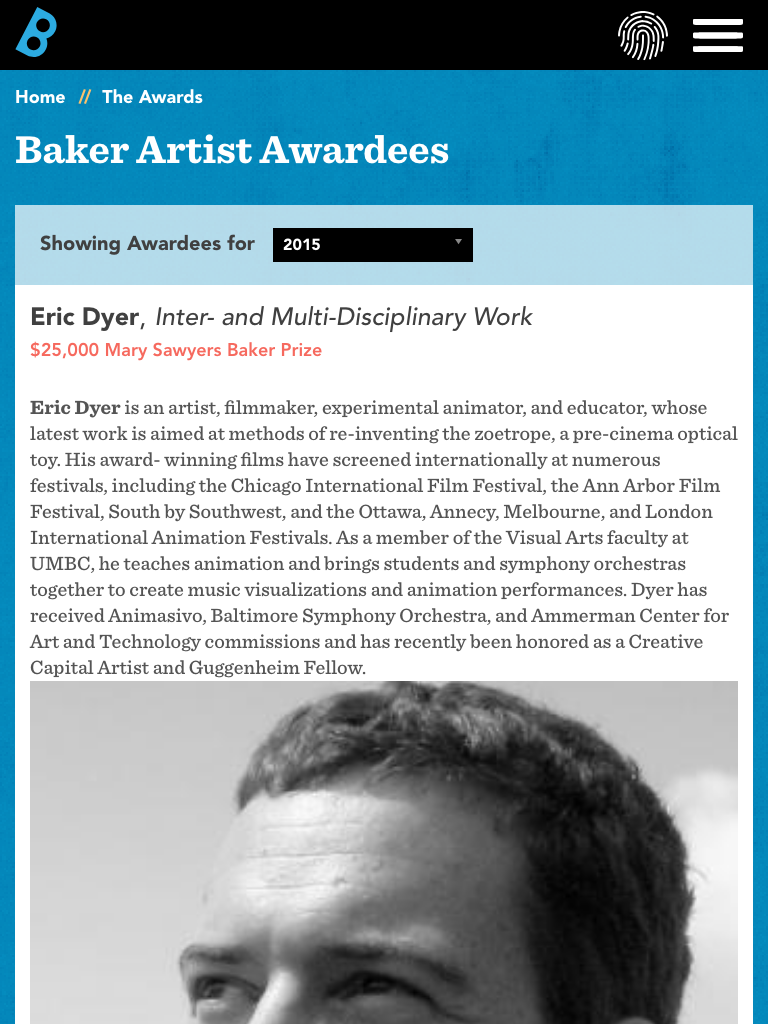 Home // The Awards
Baker Artist Awardees
Showing Awardees for 2015
Eric Dyer, Inter- and Multi-Disciplinary Work
$25,000 Mary Sawyers Baker Prize
Eric Dyer is an artist, filmmaker, experimental animator, and educator, whose
latest work is aimed at methods of re-inventing the zoetrope, a pre-cinema optical
toy. His award- winning films have screened internationally at numerous
festivals, including the Chicago International Film Festival, the Ann Arbor Film
Festival, South by Southwest, and the Ottawa, Annecy, Melbourne, and London
International Animation Festivals. As a member of the Visual Arts faculty at
UMBC, he teaches animation and brings students and symphony orchestras
together to create music visualizations and animation performances. Dyer has
received Animasivo, Baltimore Symphony Orchestra, and Ammerman Center for
Art and Technology commissions and has recently been honored as a Creative
Capital Artist and Guggenheim Fellow.